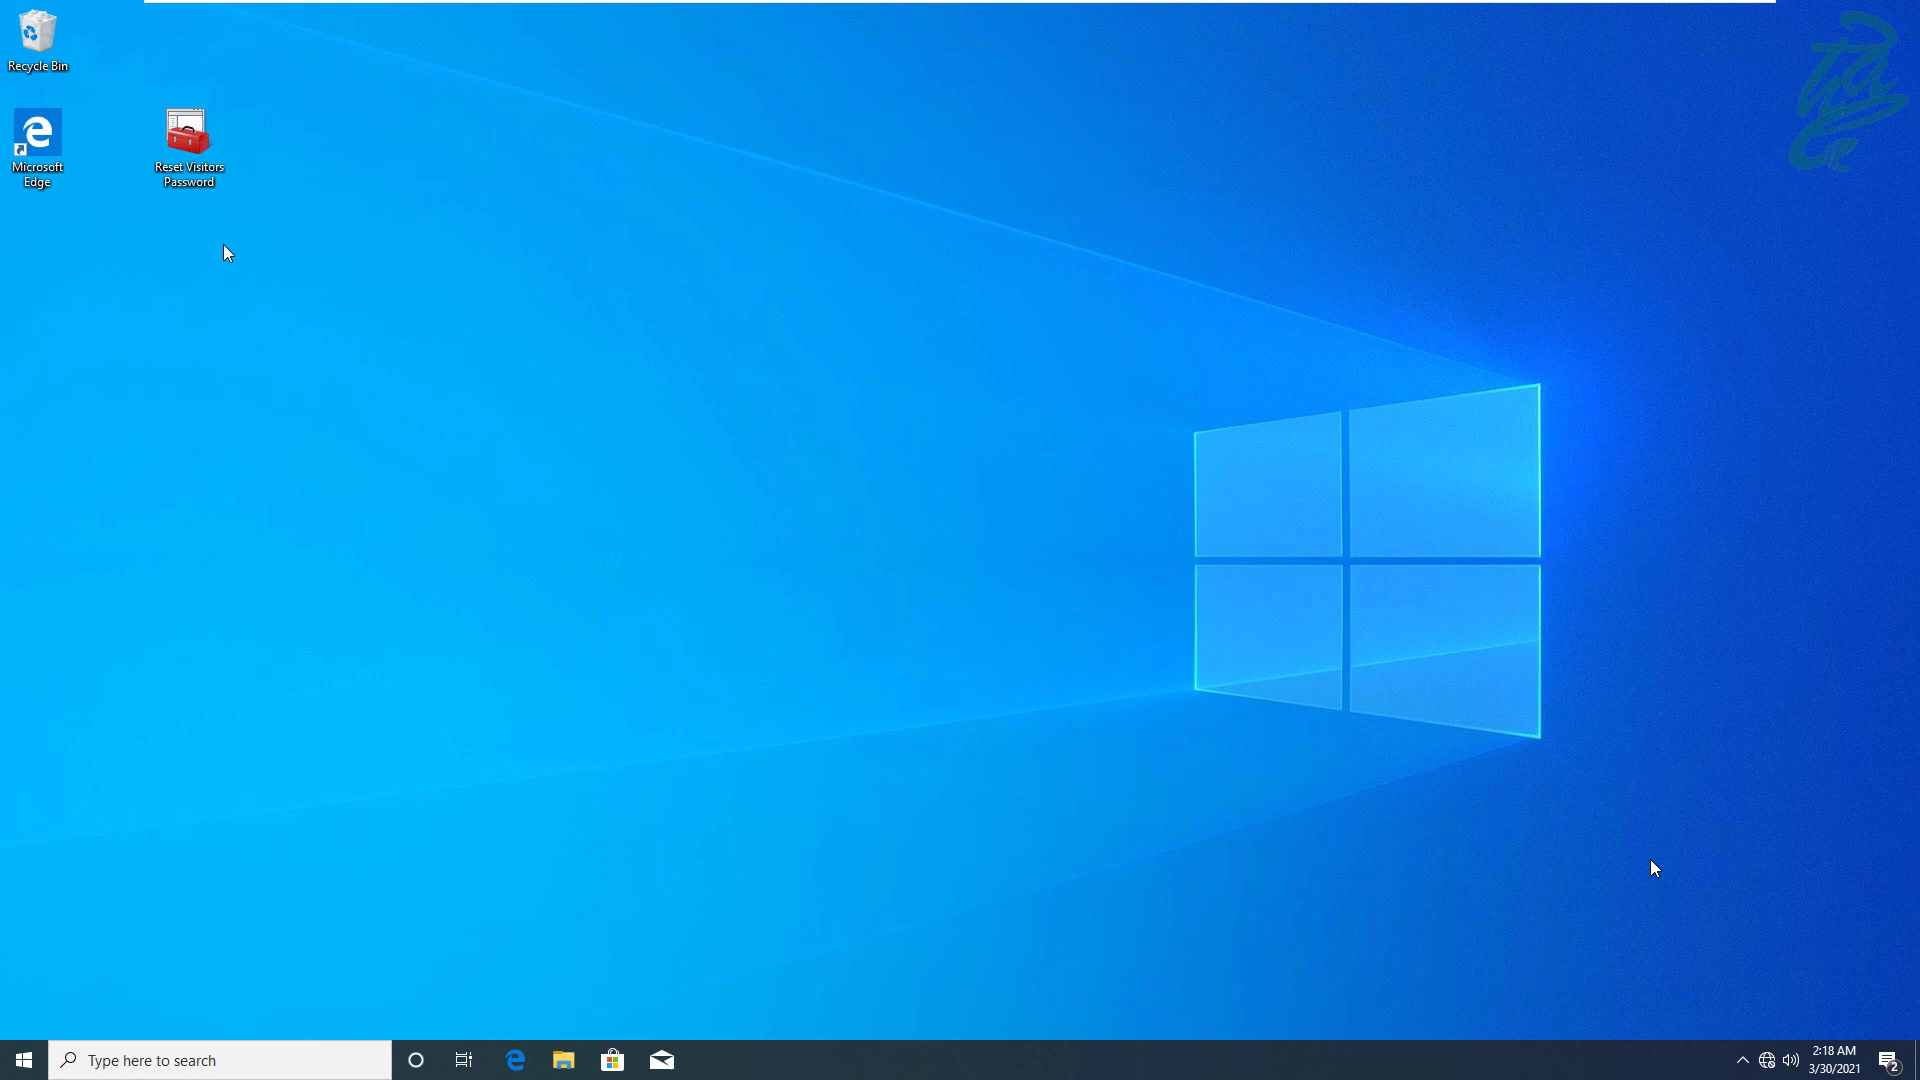 Recycle Bin
Microsoft
Edge
Reset Visitors
Password
Type here to search
2:18 AM
3/30/2021
2